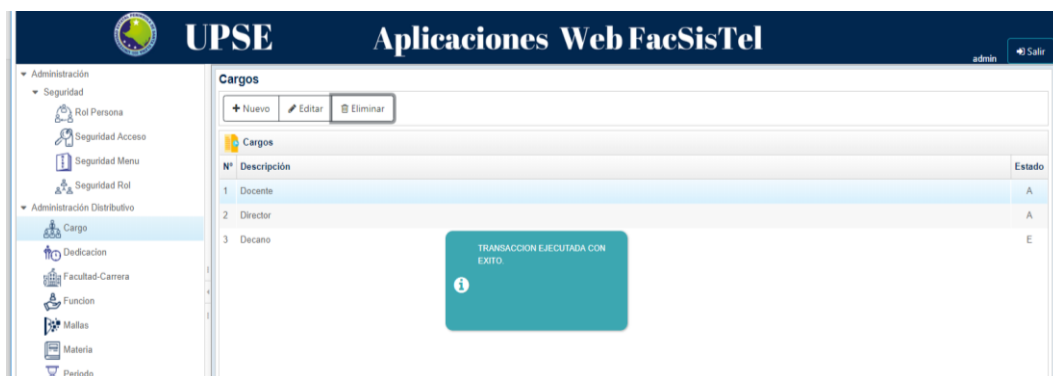 UPSE Aplicaciones Web FacSisTel
admin Salir
Administración
Seguridad
Rol Persona
Seguridad Acceso
Seguridad Menu
Seguridad Rol
Administración Distributivo
Cargo
Dedicacion
Facultad-Carrera
Funcion
Mallas
Materia
Periodo
Cargos
Nuevo Editar Eliminar
Cargos
Nº Descripción Estado
1 Docente A
2 Director A
3 Decano E
TRANSACCION EJECUTADA CON
EXITO.